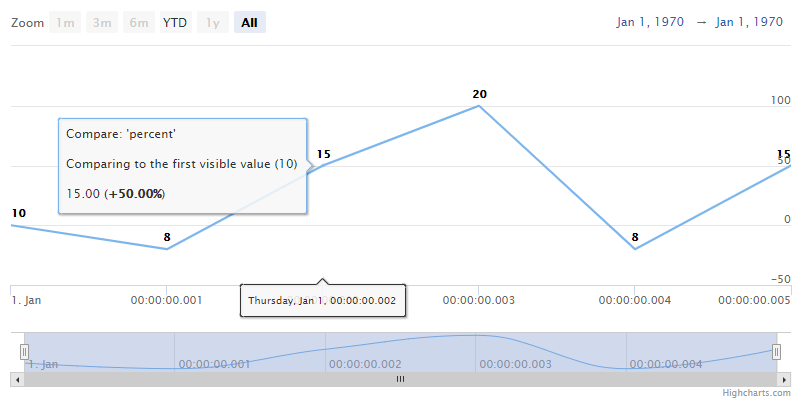 Zoom 1m 3m 6m YTD 1y All Jan 1, 1970 → Jan 1, 1970
20
100
Compare: 'percent'
Comparing to the first visible value (10)
15.00 (+50.00%)
15
15
50
10
8
8
0
-50
1. Jan 00:00:00.001 00:00:00.003 00:00:00.004 00:00:00.005
Thursday, Jan 1, 00:00:00.002
1. Jan 00:00:00.001 00:00:00.002 00:00:00.003 00:00:00.004
Highcharts.com